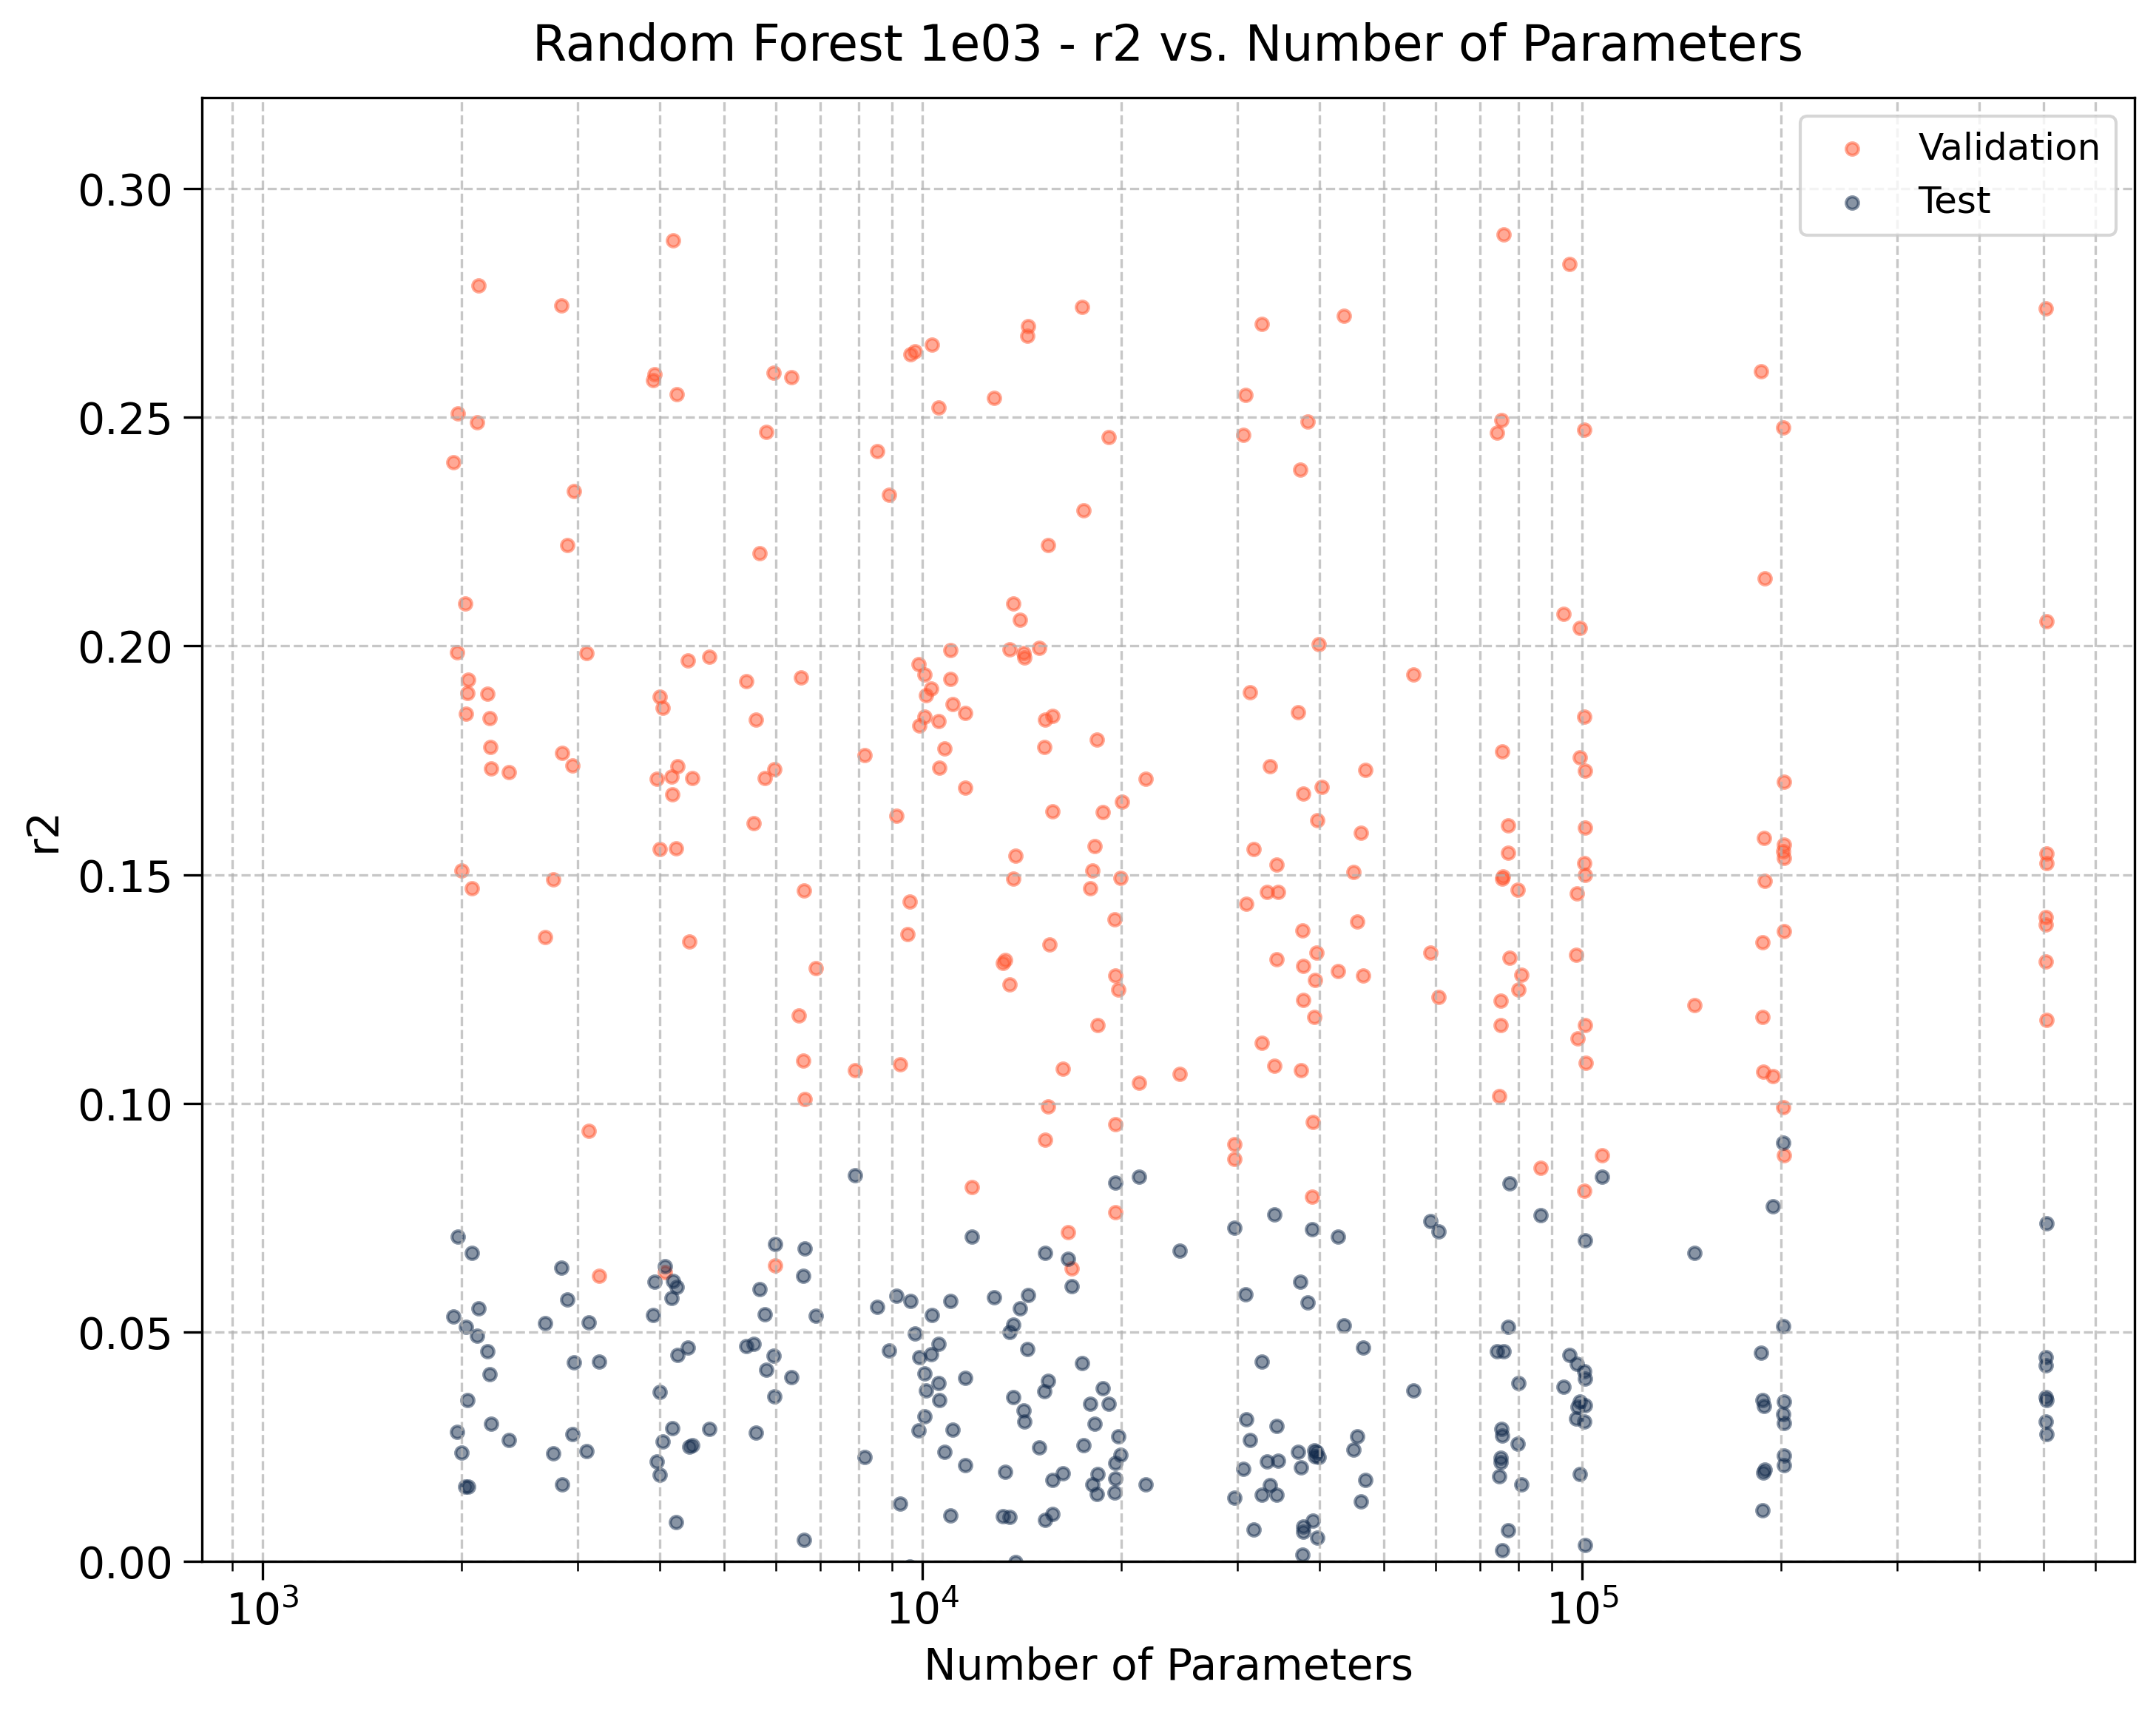 Random Forest 1e03 - r2 vs. Number of Parameters
Validation
Test
r2
0.30
0.25
0.20
0.15
0.10
0.05
0.00
10³
10⁴
10⁵
Number of Parameters